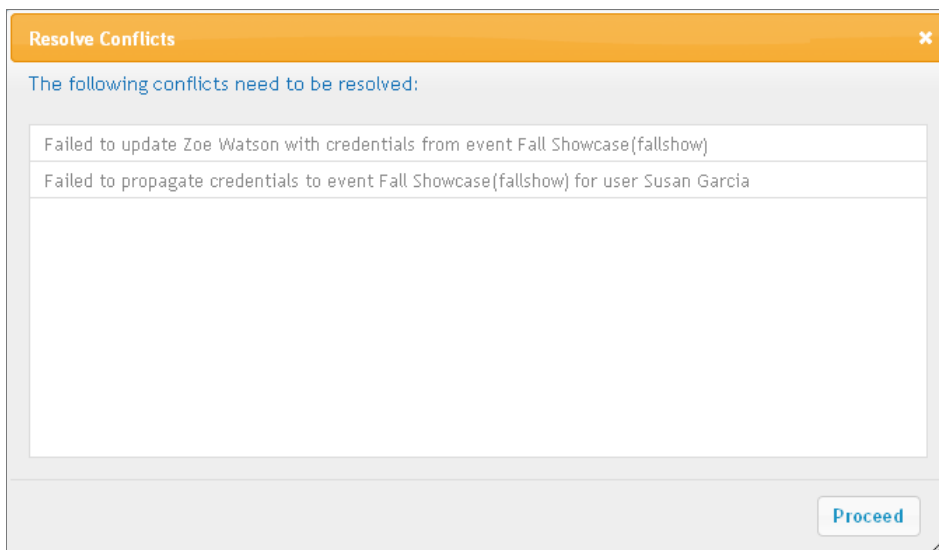 Resolve Conflicts
The following conflicts need to be resolved:
Failed to update Zoe Watson with credentials from event Fall Showcase(fallshow)
Failed to propagate credentials to event Fall Showcase(fallshow) for user Susan Garcia
Proceed